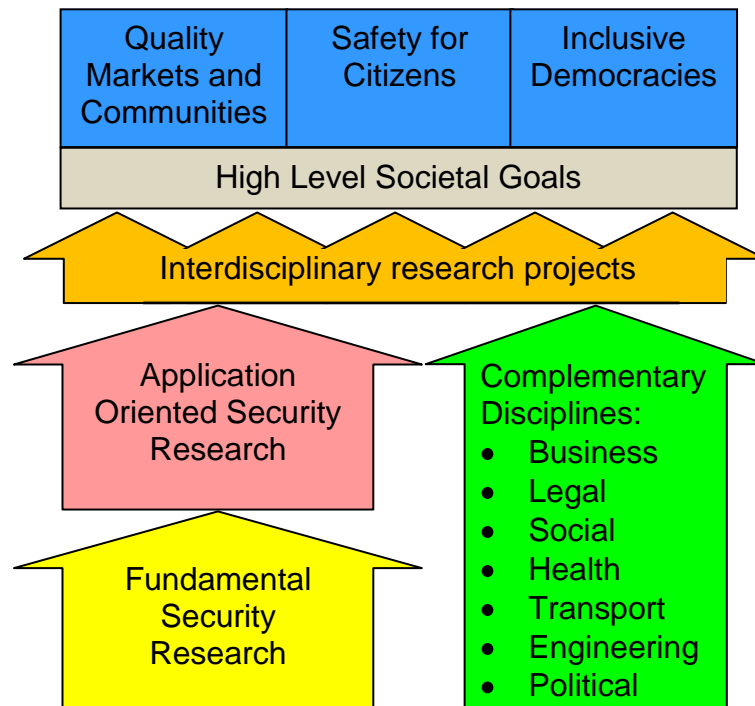 Quality
Markets and
Communities
Safety for
Citizens
Inclusive
Democracies
High Level Societal Goals
Interdisciplinary research projects
Application
Oriented Security
Research
Fundamental
Security
Research
Complementary
Disciplines:
• Business
• Legal
• Social
• Health
• Transport
• Engineering
• Political